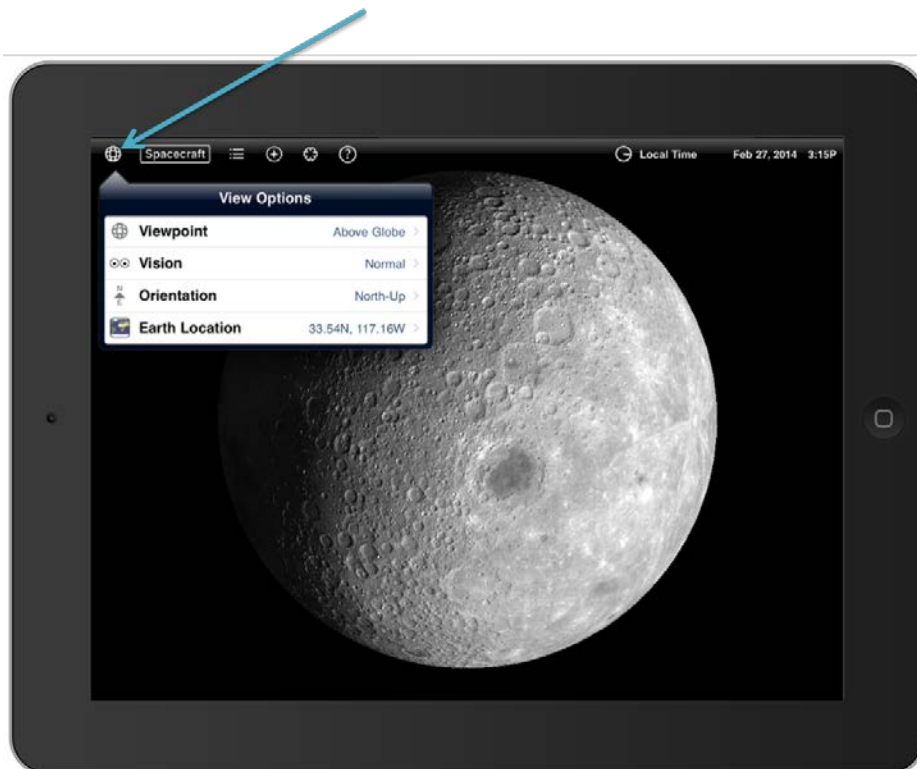 Spacecraft
Local Time Feb 27, 2014 3:15P
View Options
Viewpoint Above Globe
Vision Normal
Orientation North-Up
Earth Location 33.54N, 117.16W